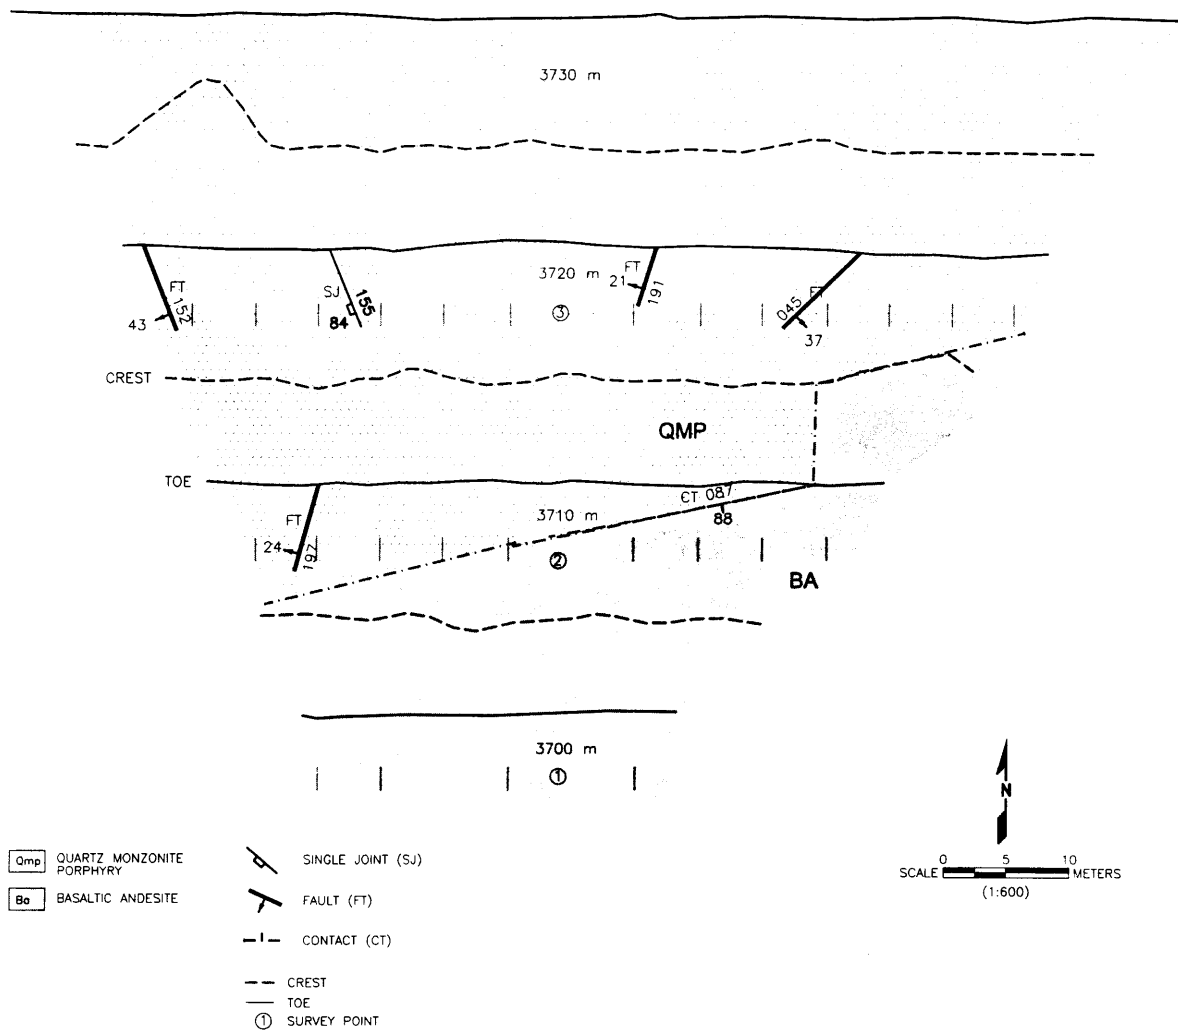 3730 m
FT
152
43
SJ
155
84
3720 m
FT
21
191
045
FT
37
3
CREST
QMP
TOE
CT 087
88
3710 m
FT
24
197
2
BA
3700 m
1
N
Qmp QUARTZ MONZONITE
PORPHYRY
Ba BASALTIC ANDESITE
SINGLE JOINT (SJ)
FAULT (FT)
CONTACT (CT)
CREST
TOE
1 SURVEY POINT
0 5 10
SCALE METERS
(1:600)